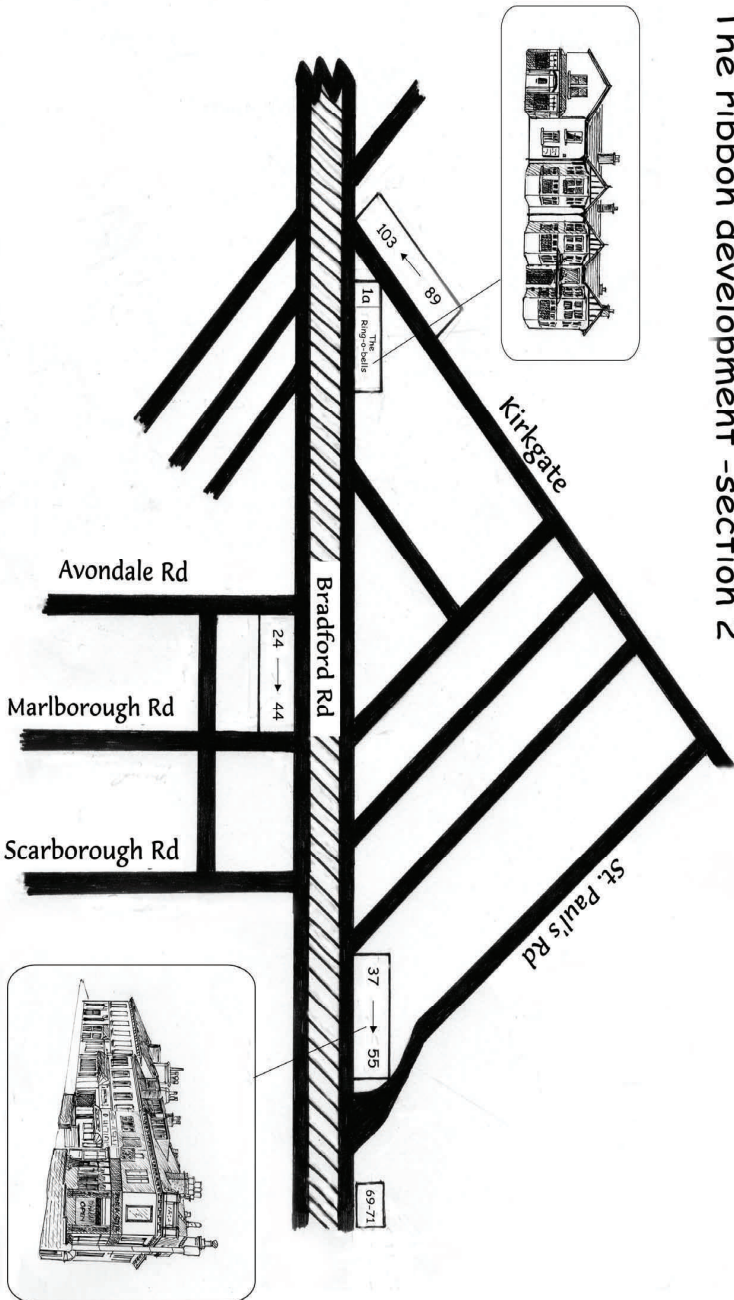 The ribbon development -section 2
103 ← 89
1a
The
Ring-o-bells
Kirkgate
Avondale Rd
Bradford Rd
24 → 44
Marlborough Rd
Scarborough Rd
St. Paul's Rd
37 → 55
69-71
OPEN